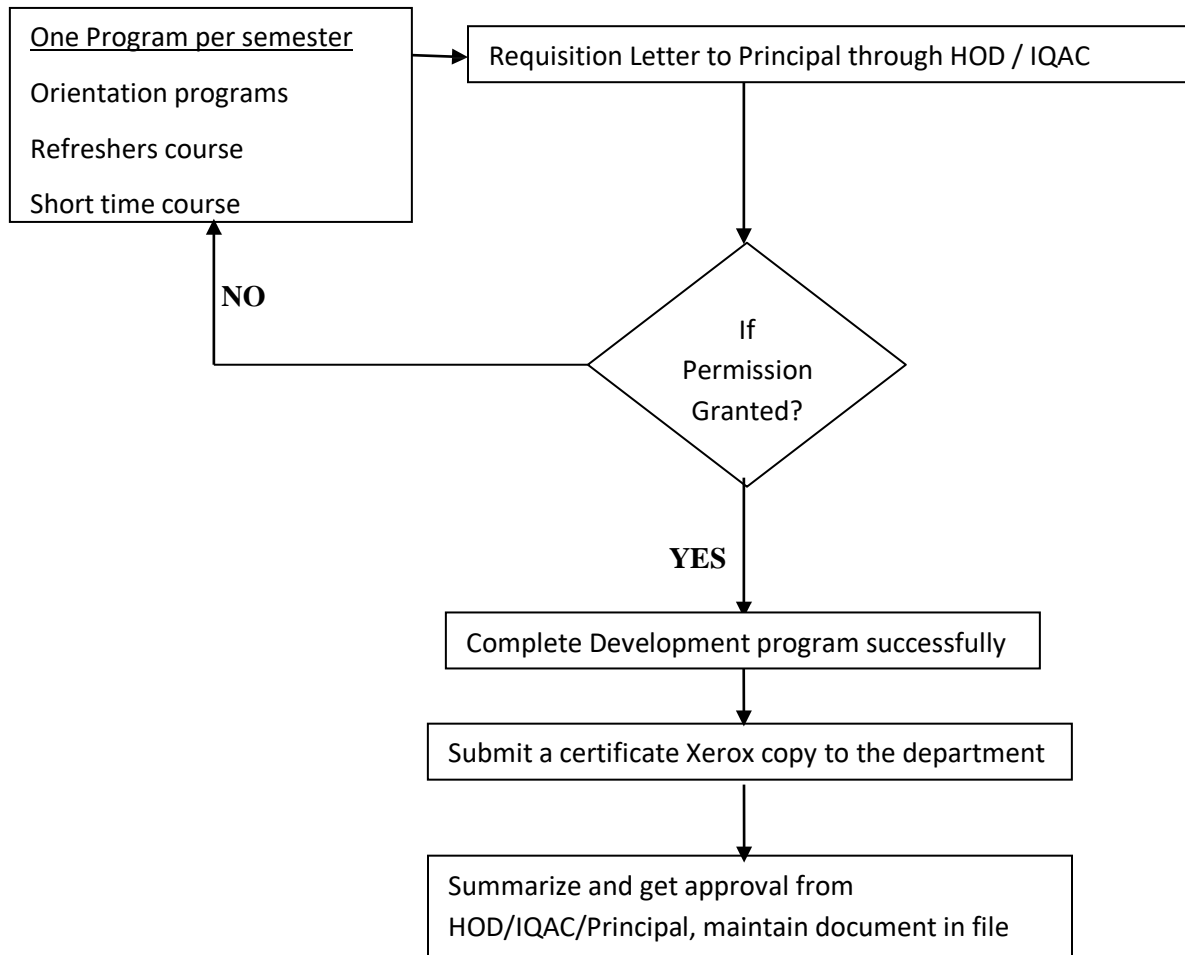 One Program per semester
Orientation programs
Refreshers course
Short time course
Requisition Letter to Principal through HOD / IQAC
NO
If
Permission
Granted?
YES
Complete Development program successfully
Submit a certificate Xerox copy to the department
Summarize and get approval from
HOD/IQAC/Principal, maintain document in file